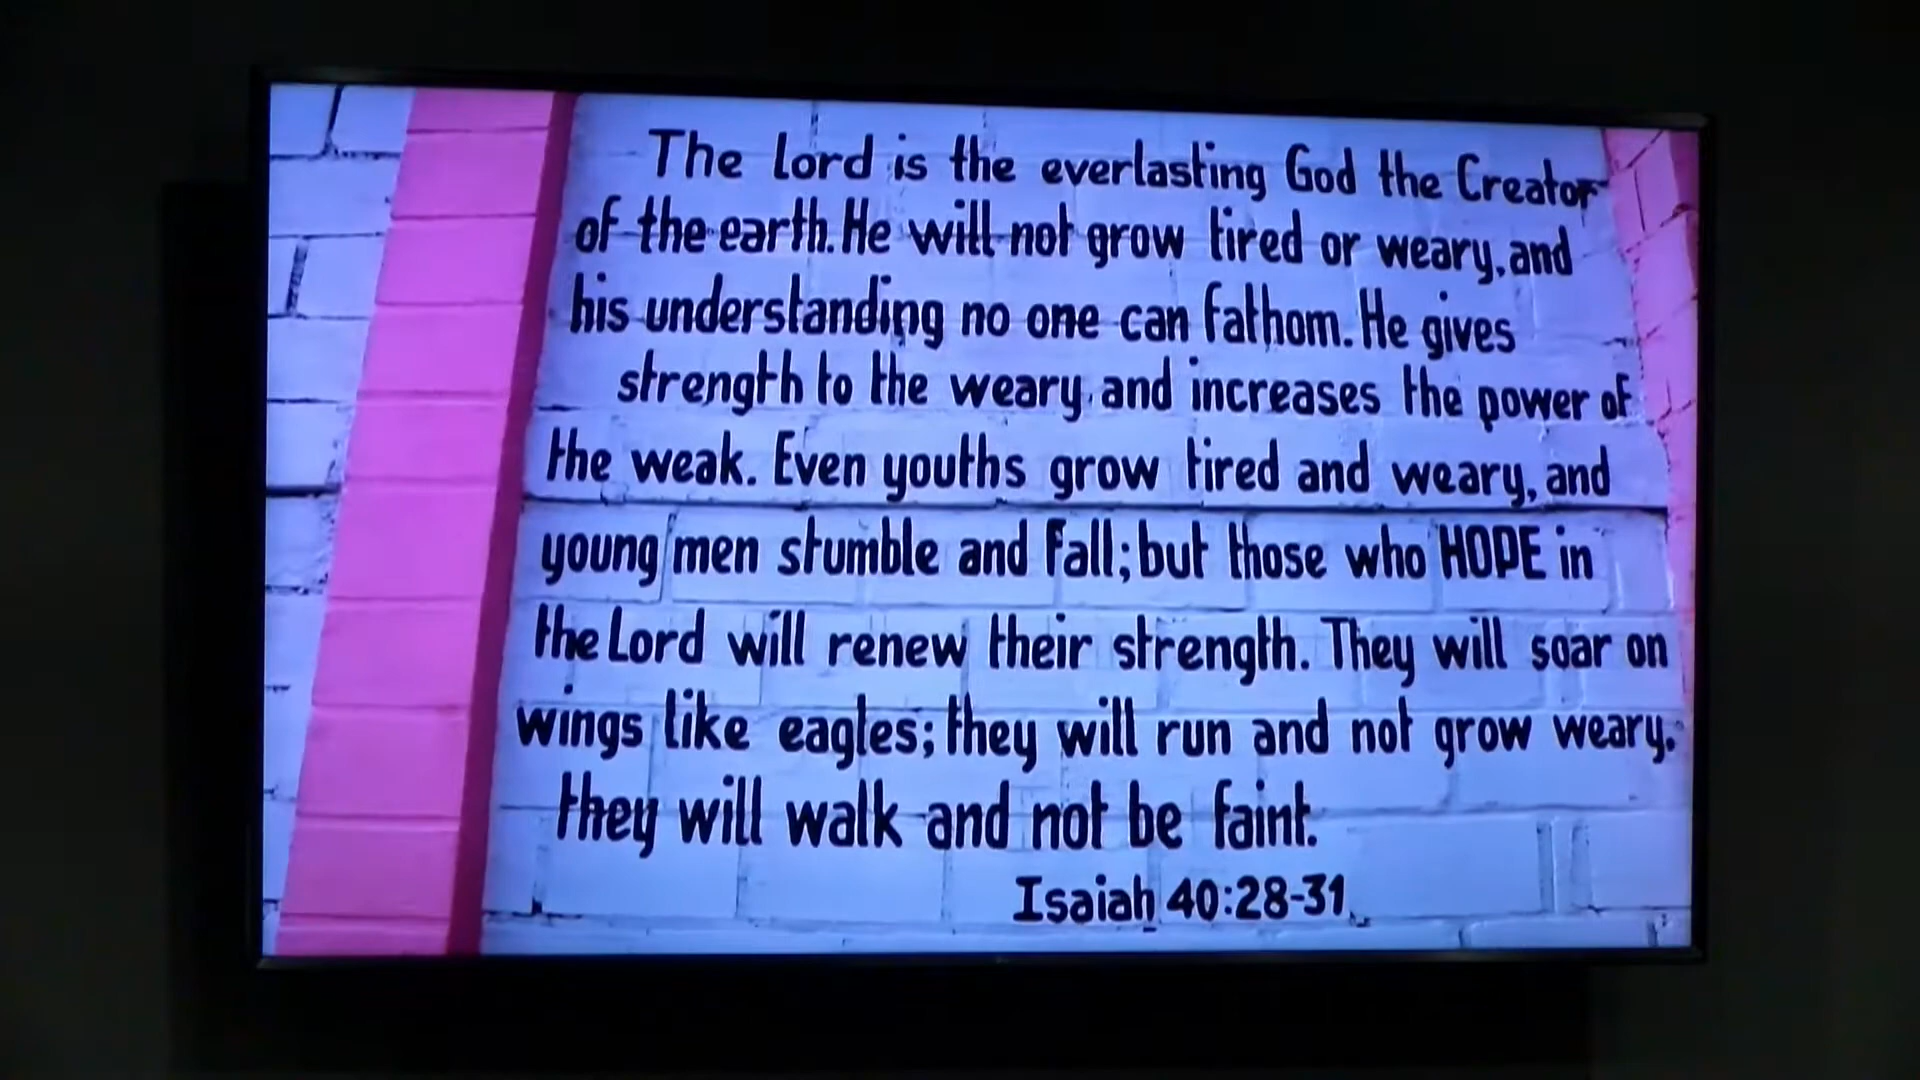 The Lord is the everlasting God the Creator
of the earth. He will not grow tired or weary, and
his understanding no one can fathom. He gives
strength to the weary and increases the power of
the weak. Even youths grow tired and weary, and
young men stumble and fall; but those who HOPE in
the Lord will renew their strength. They will soar on
wings like eagles; they will run and not grow weary.
they will walk and not be faint.
Isaiah 40:28-31